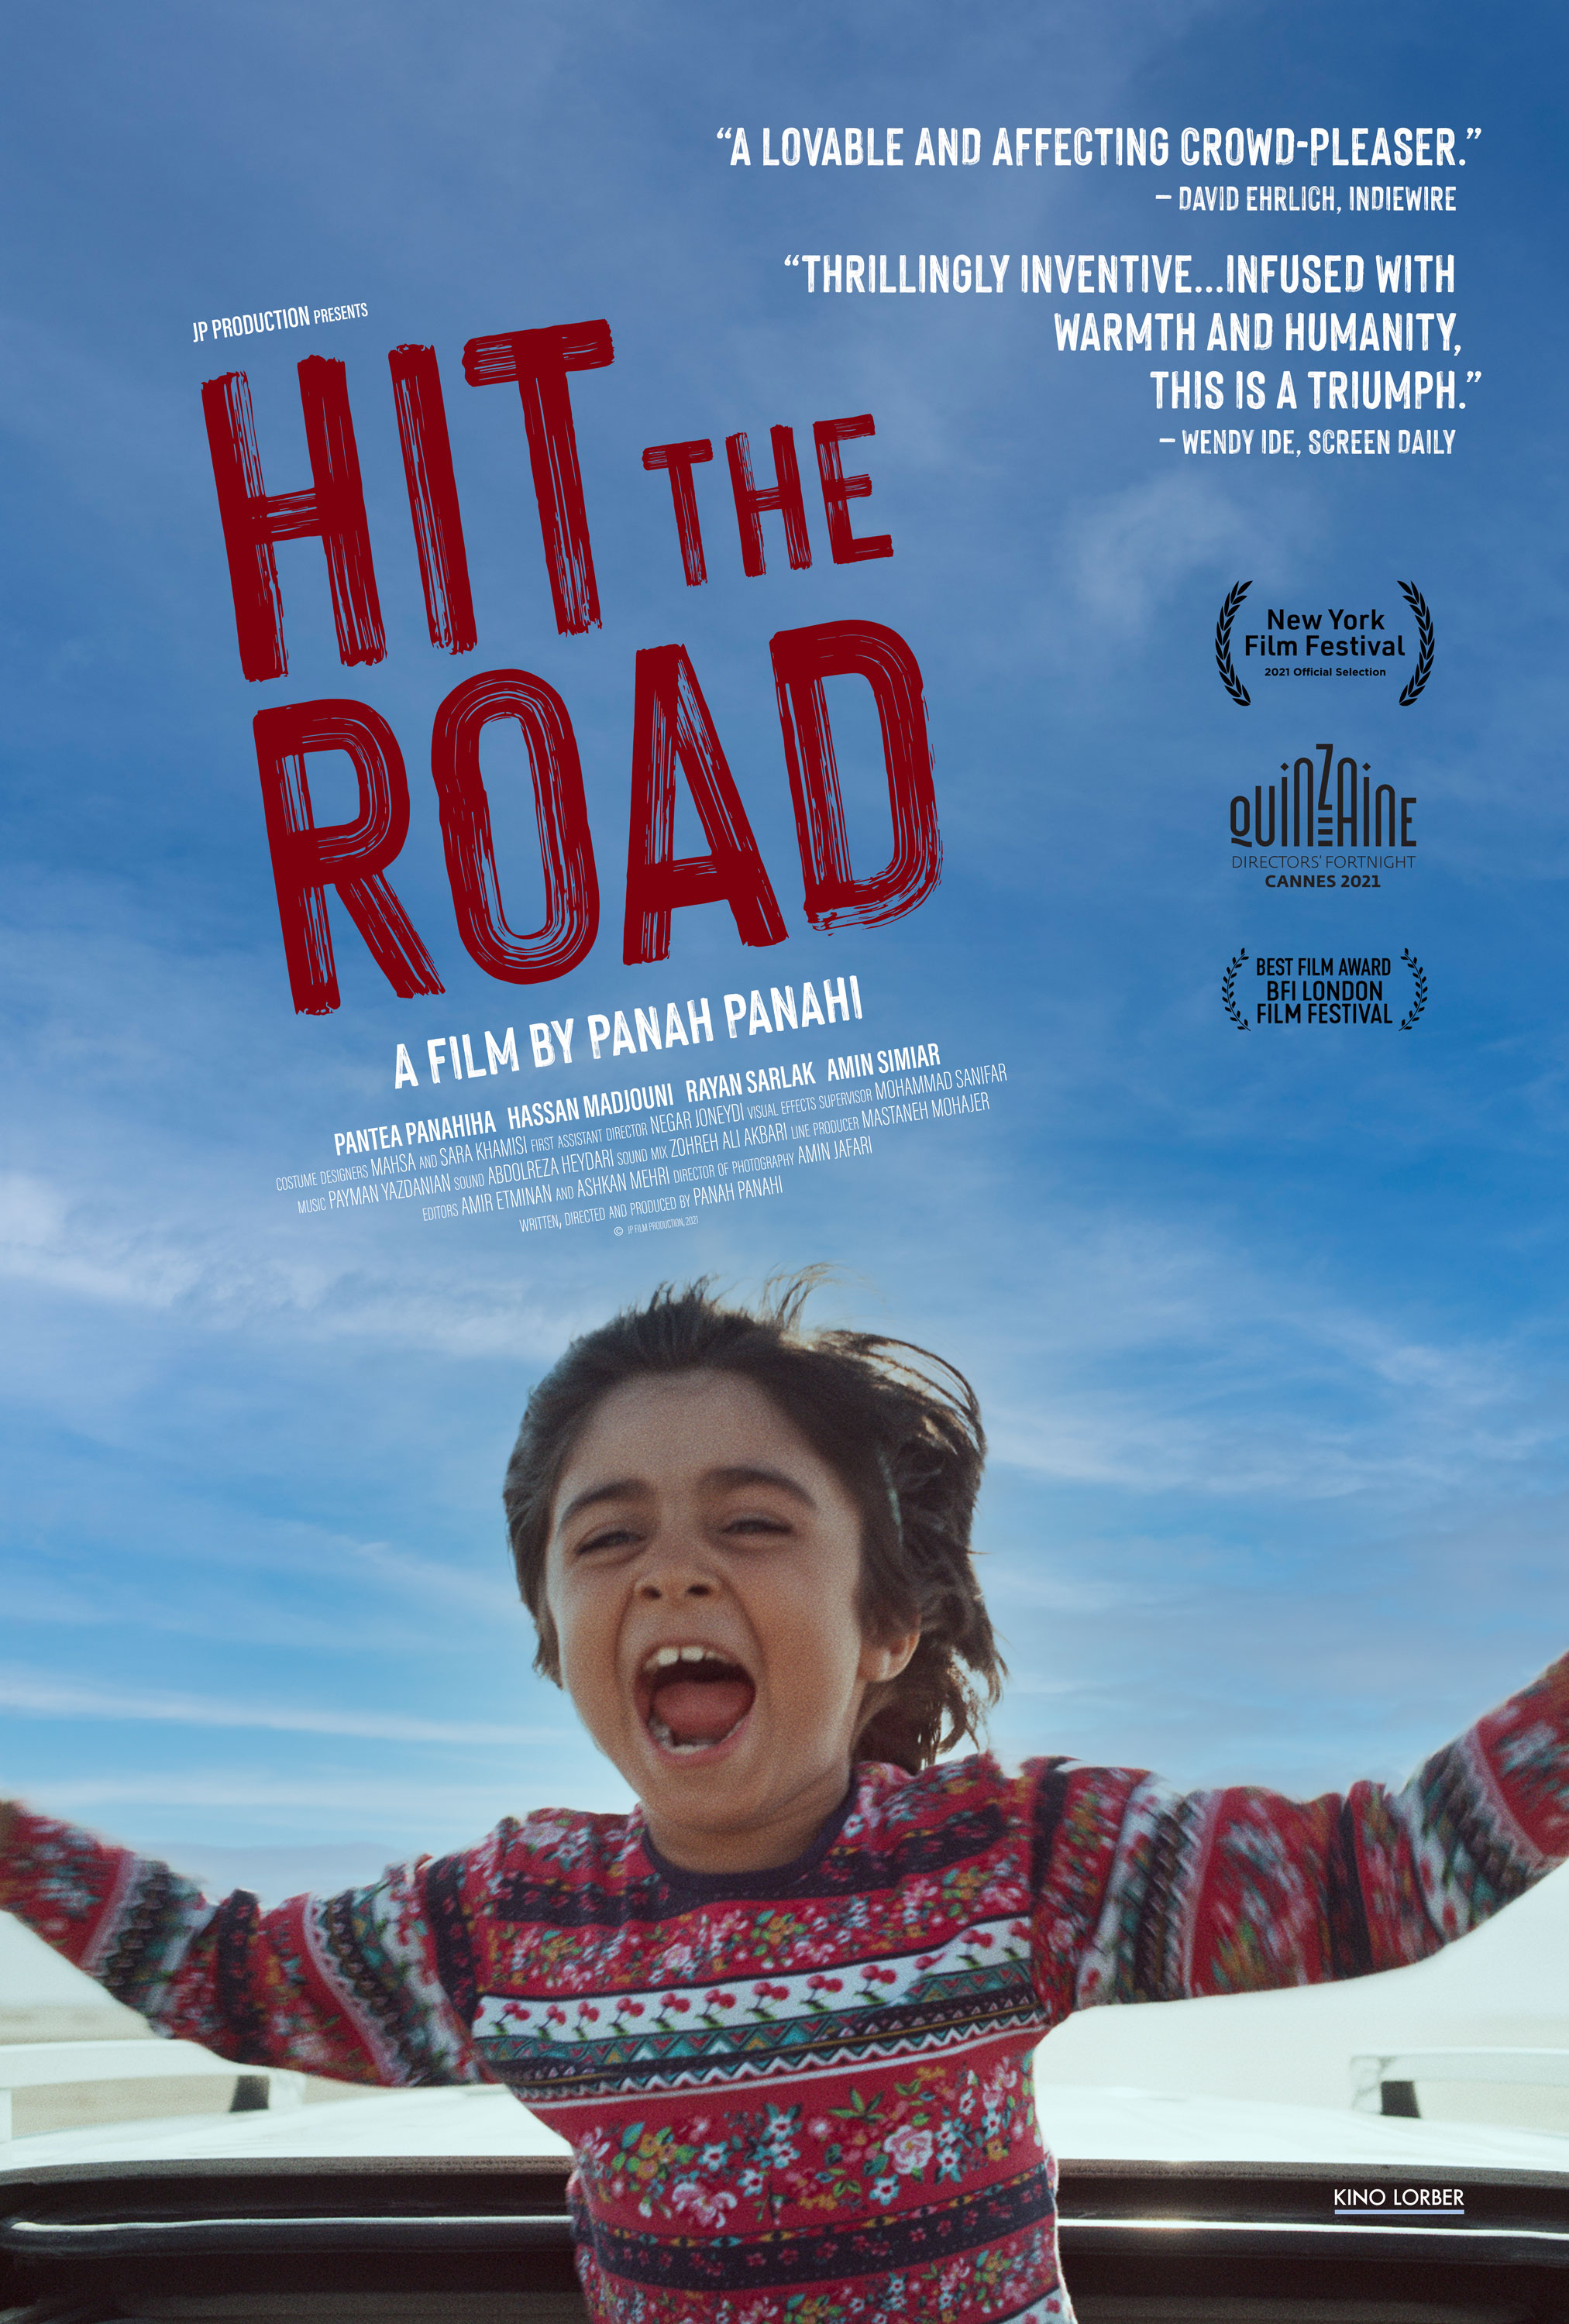 “A LOVABLE AND AFFECTING CROWD-PLEASER.”
– DAVID EHRLICH, INDIEWIRE
“THRILLINGLY INVENTIVE...INFUSED WITH
WARMTH AND HUMANITY,
THIS IS A TRIUMPH.”
– WENDY IDE, SCREEN DAILY
JP PRODUCTION PRESENTS
HIT THE
ROAD
A FILM BY PANAH PANAHI
PANTEA PANAHIHA HASSAN MADJOUNI RAYAN SARLAK AMIN SIMIAR
COSTUME DESIGNERS MAHSA AND SARA KHAMISI FIRST ASSISTANT DIRECTOR NEGAR JONEYDI VISUAL EFFECTS SUPERVISOR MOHAMMAD SANIFAR
MUSIC PAYMAN YAZDANIAN SOUND ABDOLREZA HEYDARI SOUND MIX ZOHREH ALI AKBARI LINE PRODUCER MASTANEH MOHAJER
EDITORS AMIR ETMINAN AND ASHKAN MEHRI DIRECTOR OF PHOTOGRAPHY AMIN JAFARI
WRITTEN, DIRECTED AND PRODUCED BY PANAH PANAHI
© JP FILM PRODUCTION, 2021
New York
Film Festival
2021 Official Selection
QUINZAINE
DIRECTORS’ FORTNIGHT
CANNES 2021
BEST FILM AWARD
BFI LONDON
FILM FESTIVAL
KINO LORBER